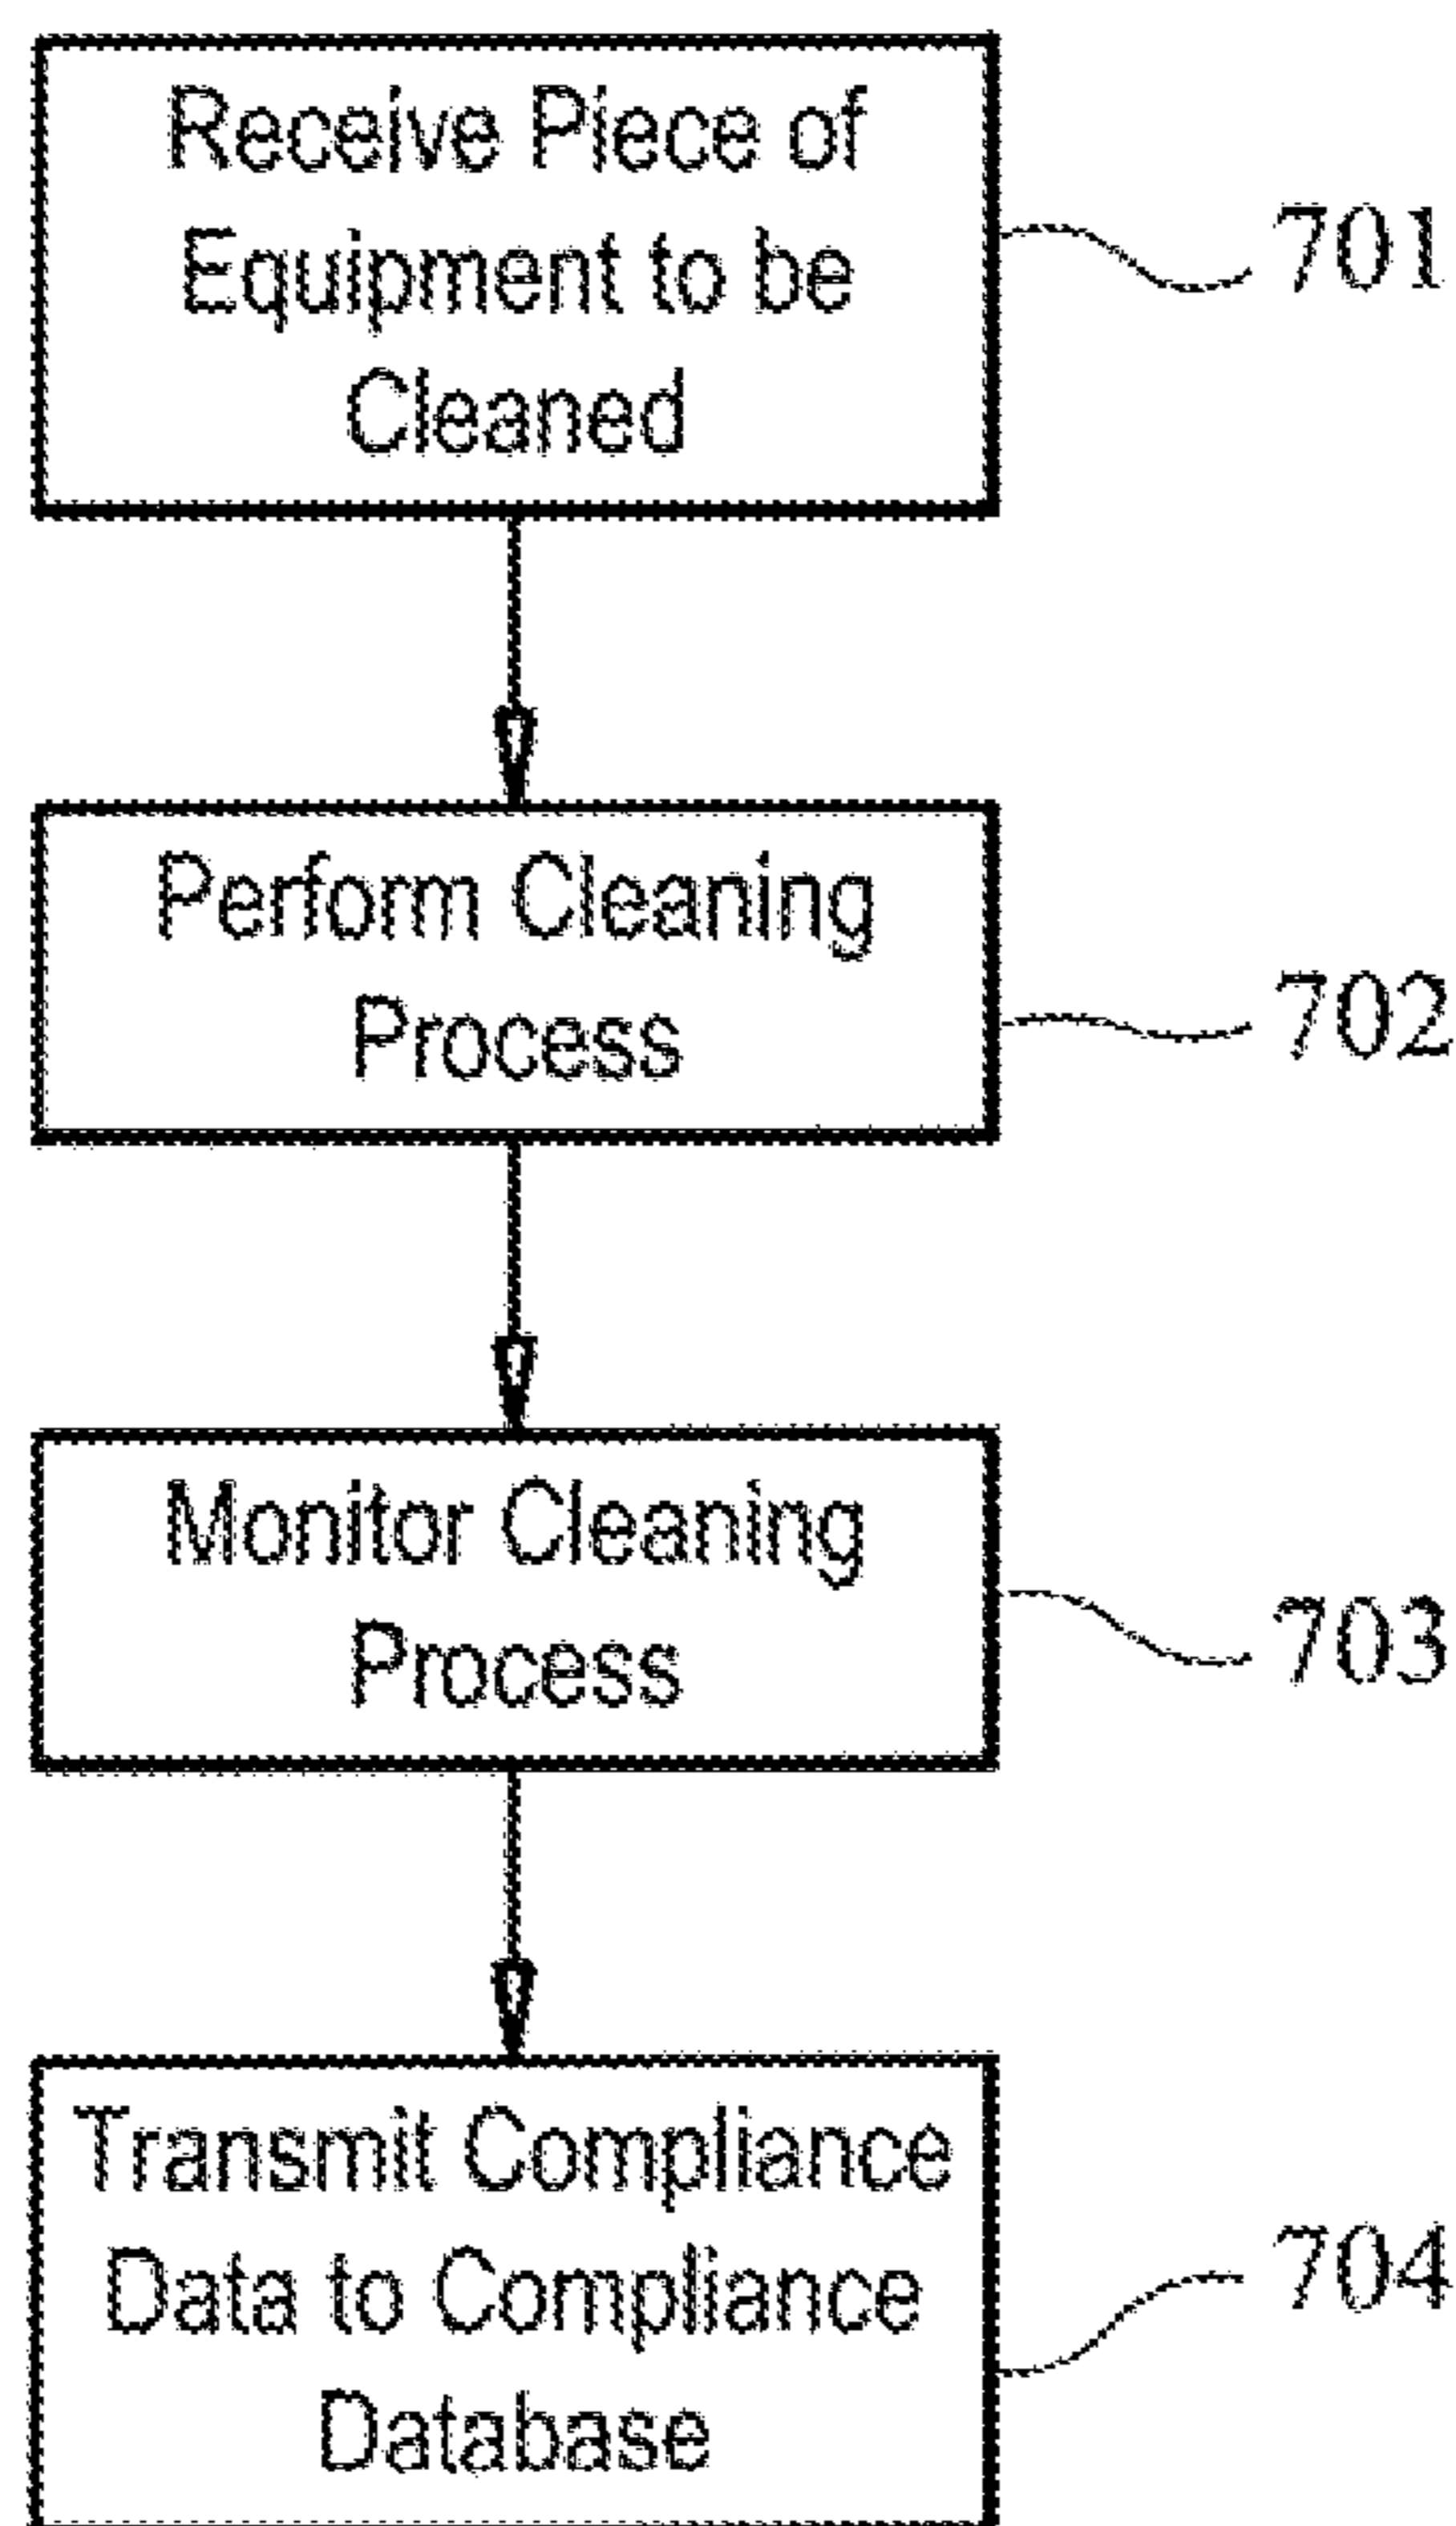 Receive Piece of
Equipment to be
Cleaned
701
Perform Cleaning
Process
702
Monitor Cleaning
Process
703
Transmit Compliance
Data to Compliance
Database
704